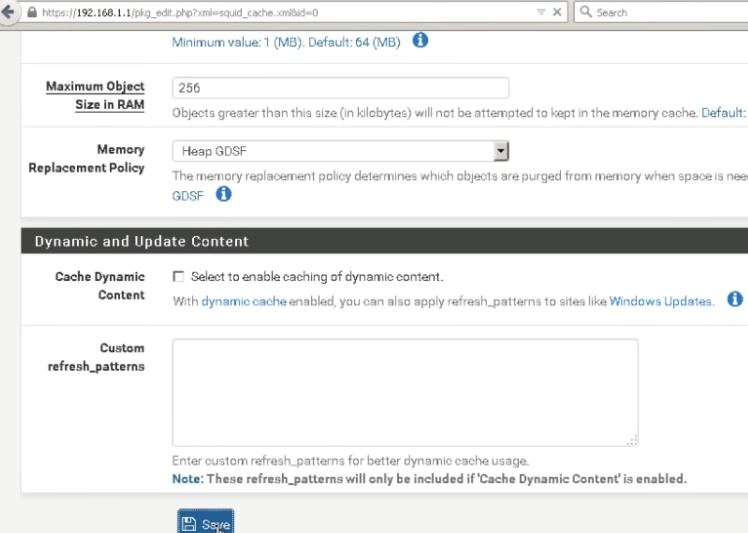 https://192.168.1.1/pkg_edit.php?xml=squid_cache.xml&id=0
Search
Minimum value: 1 (MB). Default: 64 (MB)
Maximum Object
Size in RAM
256
Objects greater than this size (in kilobytes) will not be attempted to kept in the memory cache. Default:
Memory
Replacement Policy
Heap GDSF
The memory replacement policy determines which objects are purged from memory when space is nee
GDSF
Dynamic and Update Content
Cache Dynamic
Content
Select to enable caching of dynamic content.
With dynamic cache enabled, you can also apply refresh_patterns to sites like Windows Updates.
Custom
refresh_patterns
Enter custom refresh_patterns for better dynamic cache usage.
Note: These refresh_patterns will only be included if 'Cache Dynamic Content' is enabled.
Save